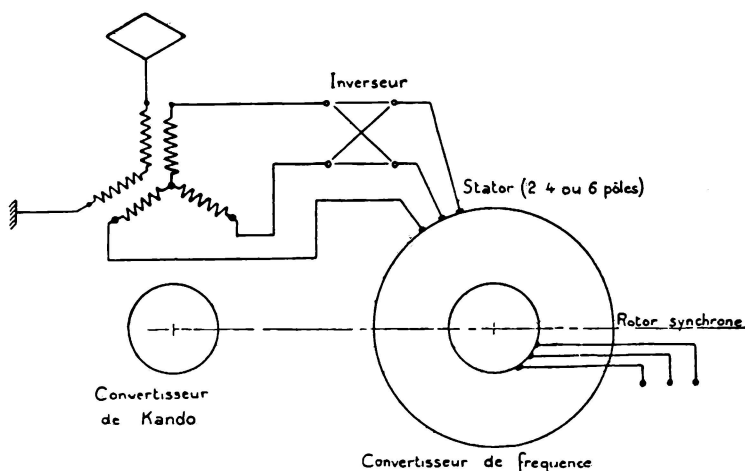 Inverseur
Stator (2 4 ou 6 pôles)
Rotor synchrone
Convertisseur
de Kando
Convertisseur de frequence